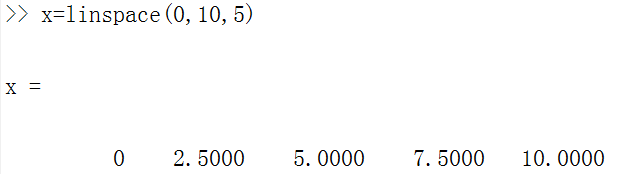 >> x=linspace(0,10,5)
x =
0 2.5000 5.0000 7.5000 10.0000